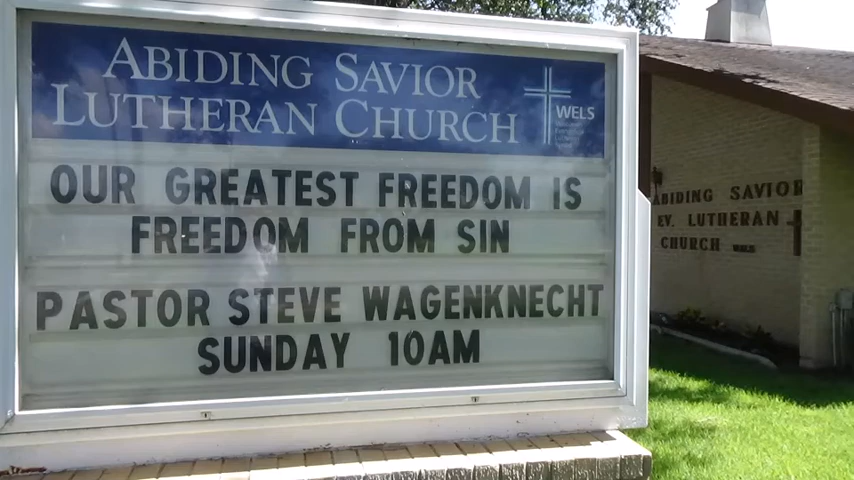 ABIDING SAVIOR
LUTHERAN CHURCH
WELS
OUR GREATEST FREEDOM IS
FREEDOM FROM SIN
PASTOR STEVE WAGENKNECHT
SUNDAY 10AM
ABIDING SAVIOR
EV. LUTHERAN
CHURCH WELS